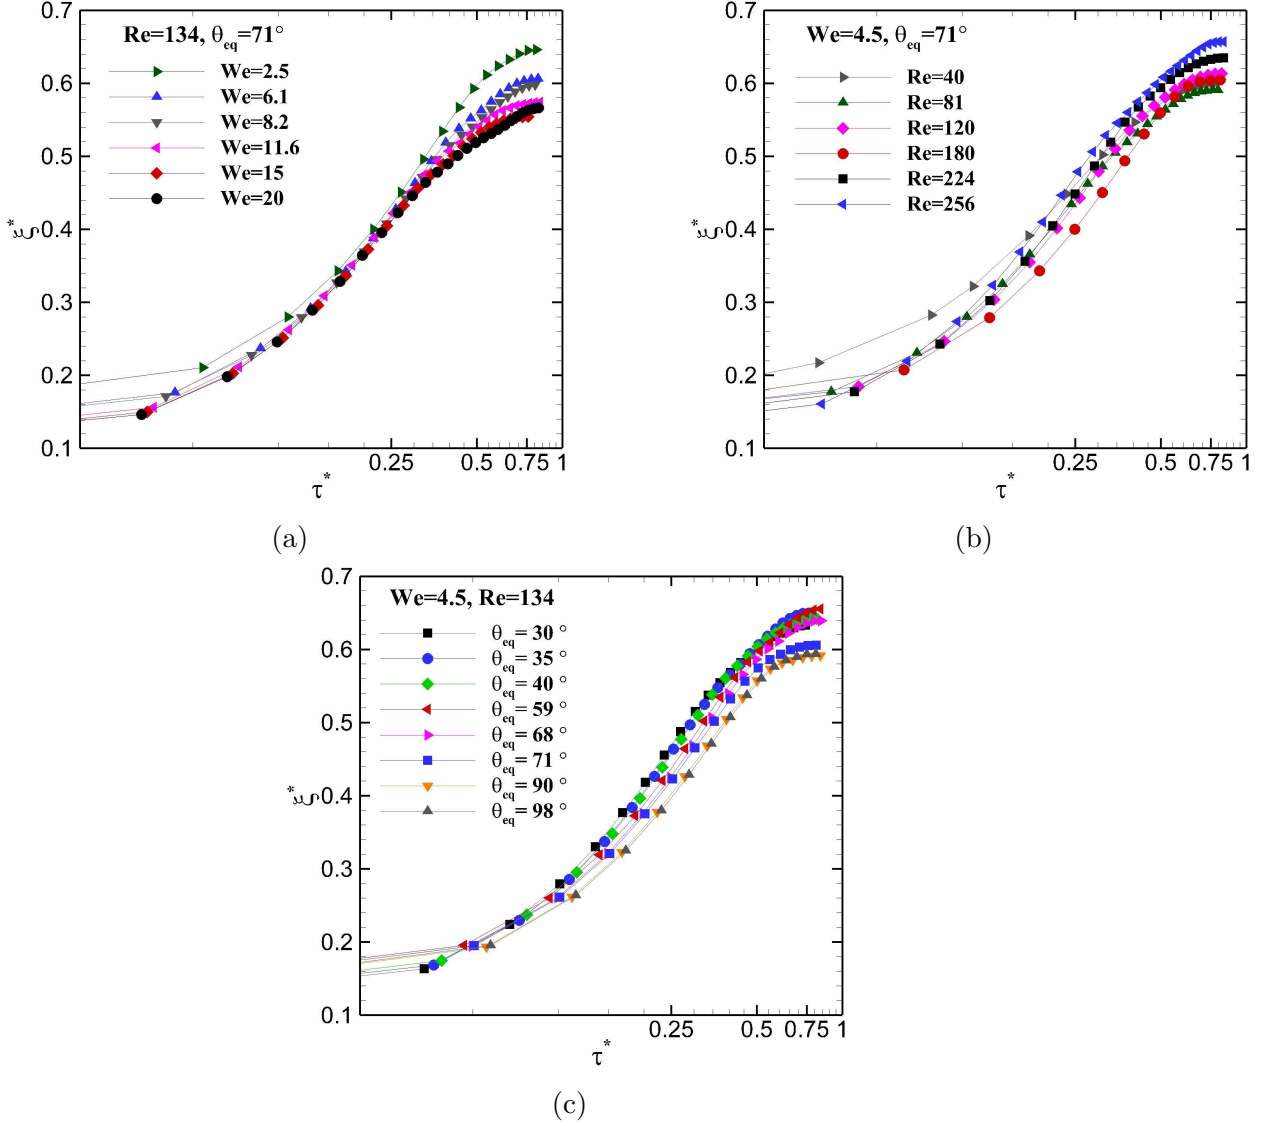 Re=134, θeq=71°
We=2.5
We=6.1
We=8.2
We=11.6
We=15
We=20
0.7
0.6
0.5
0.4
0.3
0.2
0.1
ξ*
0.25 0.5 0.75 1
τ*
(a)
We=4.5, θeq=71°
Re=40
Re=81
Re=120
Re=180
Re=224
Re=256
0.7
0.6
0.5
0.4
0.3
0.2
0.1
ξ*
0.25 0.5 0.75 1
τ*
(b)
We=4.5, Re=134
θeq= 30 °
θeq= 35 °
θeq= 40 °
θeq= 59 °
θeq= 68 °
θeq= 71 °
θeq= 90 °
θeq= 98 °
0.7
0.6
0.5
0.4
0.3
0.2
0.1
ξ*
0.25 0.5 0.75 1
τ*
(c)